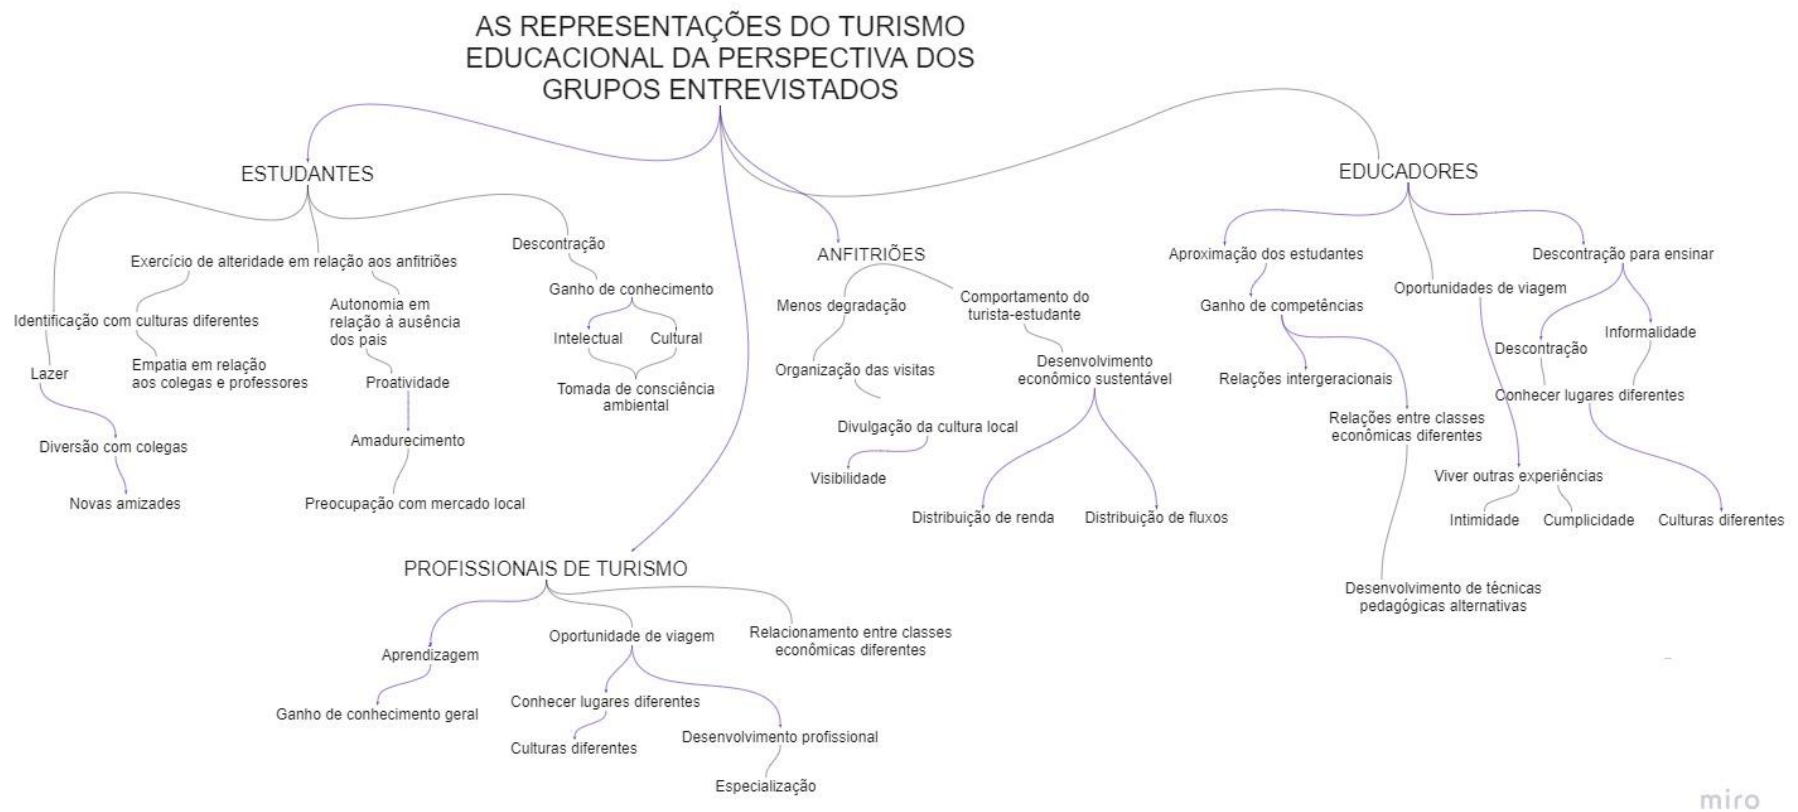 AS REPRESENTAÇÕES DO TURISMO
EDUCACIONAL DA PERSPECTIVA DOS
GRUPOS ENTREVISTADOS
ESTUDANTES
Lazer
Diversão com colegas
Novas amizades
Exercício de alteridade em relação aos anfitriões
Identificação com culturas diferentes
Empatia em relação
aos colegas e professores
Autonomia em
relação à ausência
dos pais
Proatividade
Amadurecimento
Preocupação com mercado local
Descontração
Ganho de conhecimento
Intelectual
Cultural
Tomada de consciência
ambiental
PROFISSIONAIS DE TURISMO
Aprendizagem
Ganho de conhecimento geral
Oportunidade de viagem
Conhecer lugares diferentes
Culturas diferentes
Desenvolvimento profissional
Especialização
Relacionamento entre classes
econômicas diferentes
ANFITRIÕES
Menos degradação
Organização das visitas
Divulgação da cultura local
Visibilidade
Comportamento do
turista-estudante
Desenvolvimento
econômico sustentável
Distribuição de renda
Distribuição de fluxos
EDUCADORES
Aproximação dos estudantes
Ganho de competências
Relações intergeracionais
Relações entre classes
econômicas diferentes
Desenvolvimento de técnicas
pedagógicas alternativas
Oportunidades de viagem
Viver outras experiências
Intimidade
Cumplicidade
Descontração para ensinar
Descontração
Informalidade
Conhecer lugares diferentes
Culturas diferentes
miro